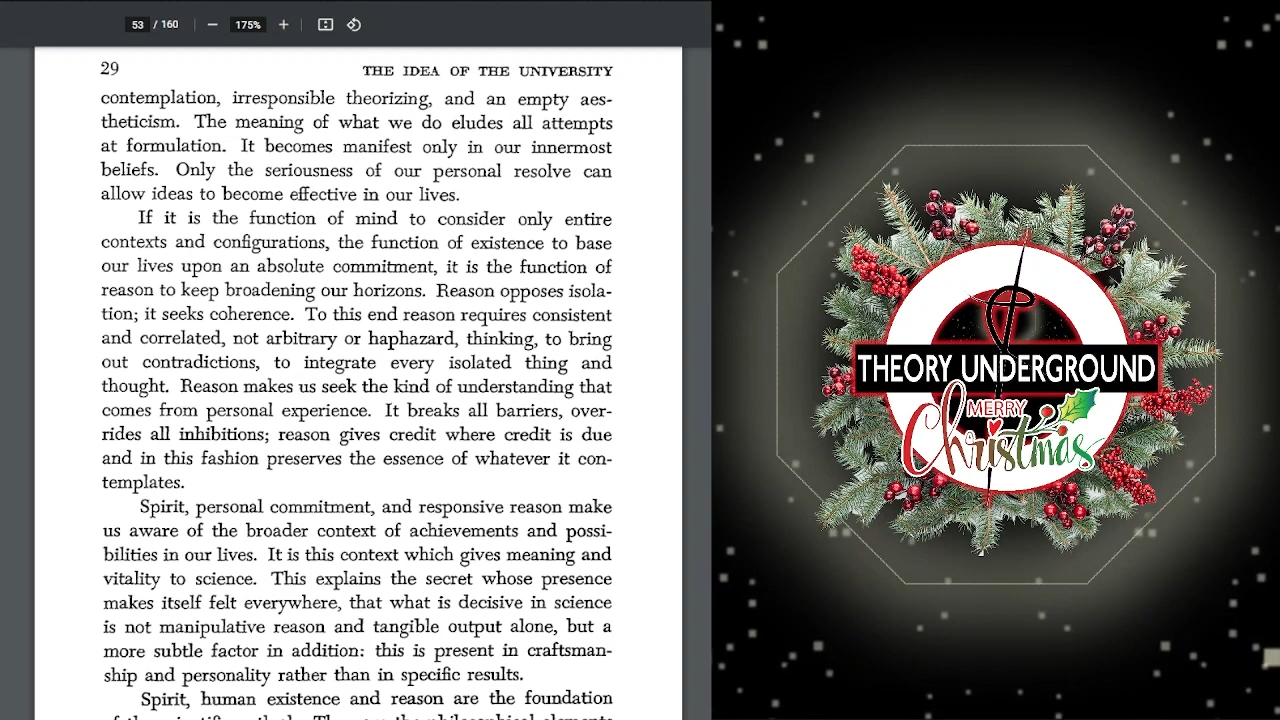 53 / 160
175%
29
THE IDEA OF THE UNIVERSITY
contemplation, irresponsible theorizing, and an empty aes-
theticism. The meaning of what we do eludes all attempts
at formulation. It becomes manifest only in our innermost
beliefs. Only the seriousness of our personal resolve can
allow ideas to become effective in our lives.
If it is the function of mind to consider only entire
contexts and configurations, the function of existence to base
our lives upon an absolute commitment, it is the function of
reason to keep broadening our horizons. Reason opposes isola-
tion; it seeks coherence. To this end reason requires consistent
and correlated, not arbitrary or haphazard, thinking, to bring
out contradictions, to integrate every isolated thing and
thought. Reason makes us seek the kind of understanding that
comes from personal experience. It breaks all barriers, over-
rides all inhibitions; reason gives credit where credit is due
and in this fashion preserves the essence of whatever it con-
templates.
Spirit, personal commitment, and responsive reason make
us aware of the broader context of achievements and possi-
bilities in our lives. It is this context which gives meaning and
vitality to science. This explains the secret whose presence
makes itself felt everywhere, that what is decisive in science
is not manipulative reason and tangible output alone, but a
more subtle factor in addition: this is present in craftsman-
ship and personality rather than in specific results.
Spirit, human existence and reason are the foundation
THEORY UNDERGROUND
MERRY
Christmas